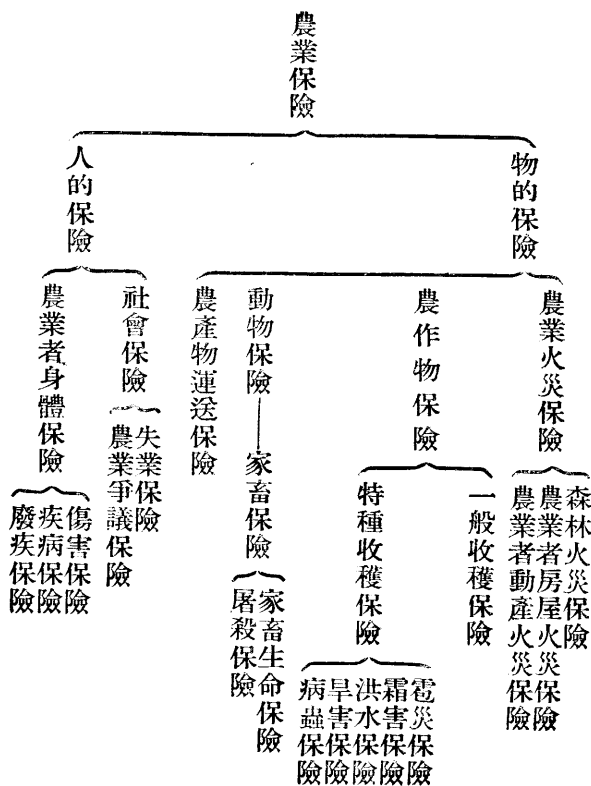 農業保險
物的保險
農業火災保險
森林火災保險
農業者房屋火災保險
農業者動產火災保險
農作物保險
一般收穫保險
特種收穫保險
雹災保險
霜害保險
洪水保險
旱害保險
病蟲保險
動物保險——家畜保險
家畜生命保險
屠殺保險
農產物運送保險
人的保險
社會保險
失業保險
農業爭議保險
農業者身體保險
傷害保險
疾病保險
廢疾保險